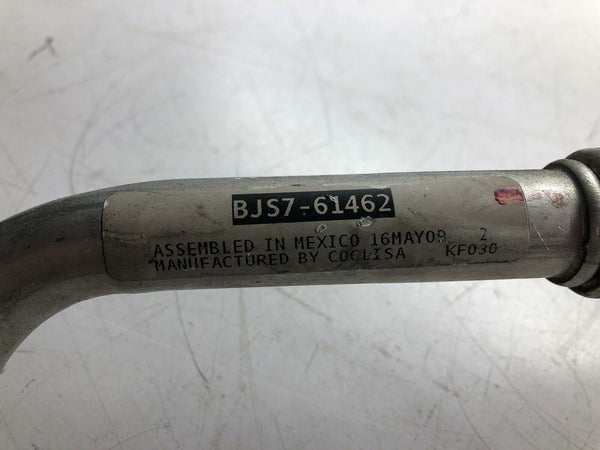 BJS7-61462
ASSEMBLED IN MEXICO 16MAY09 2
MANUFACTURED BY COCLISA KF030